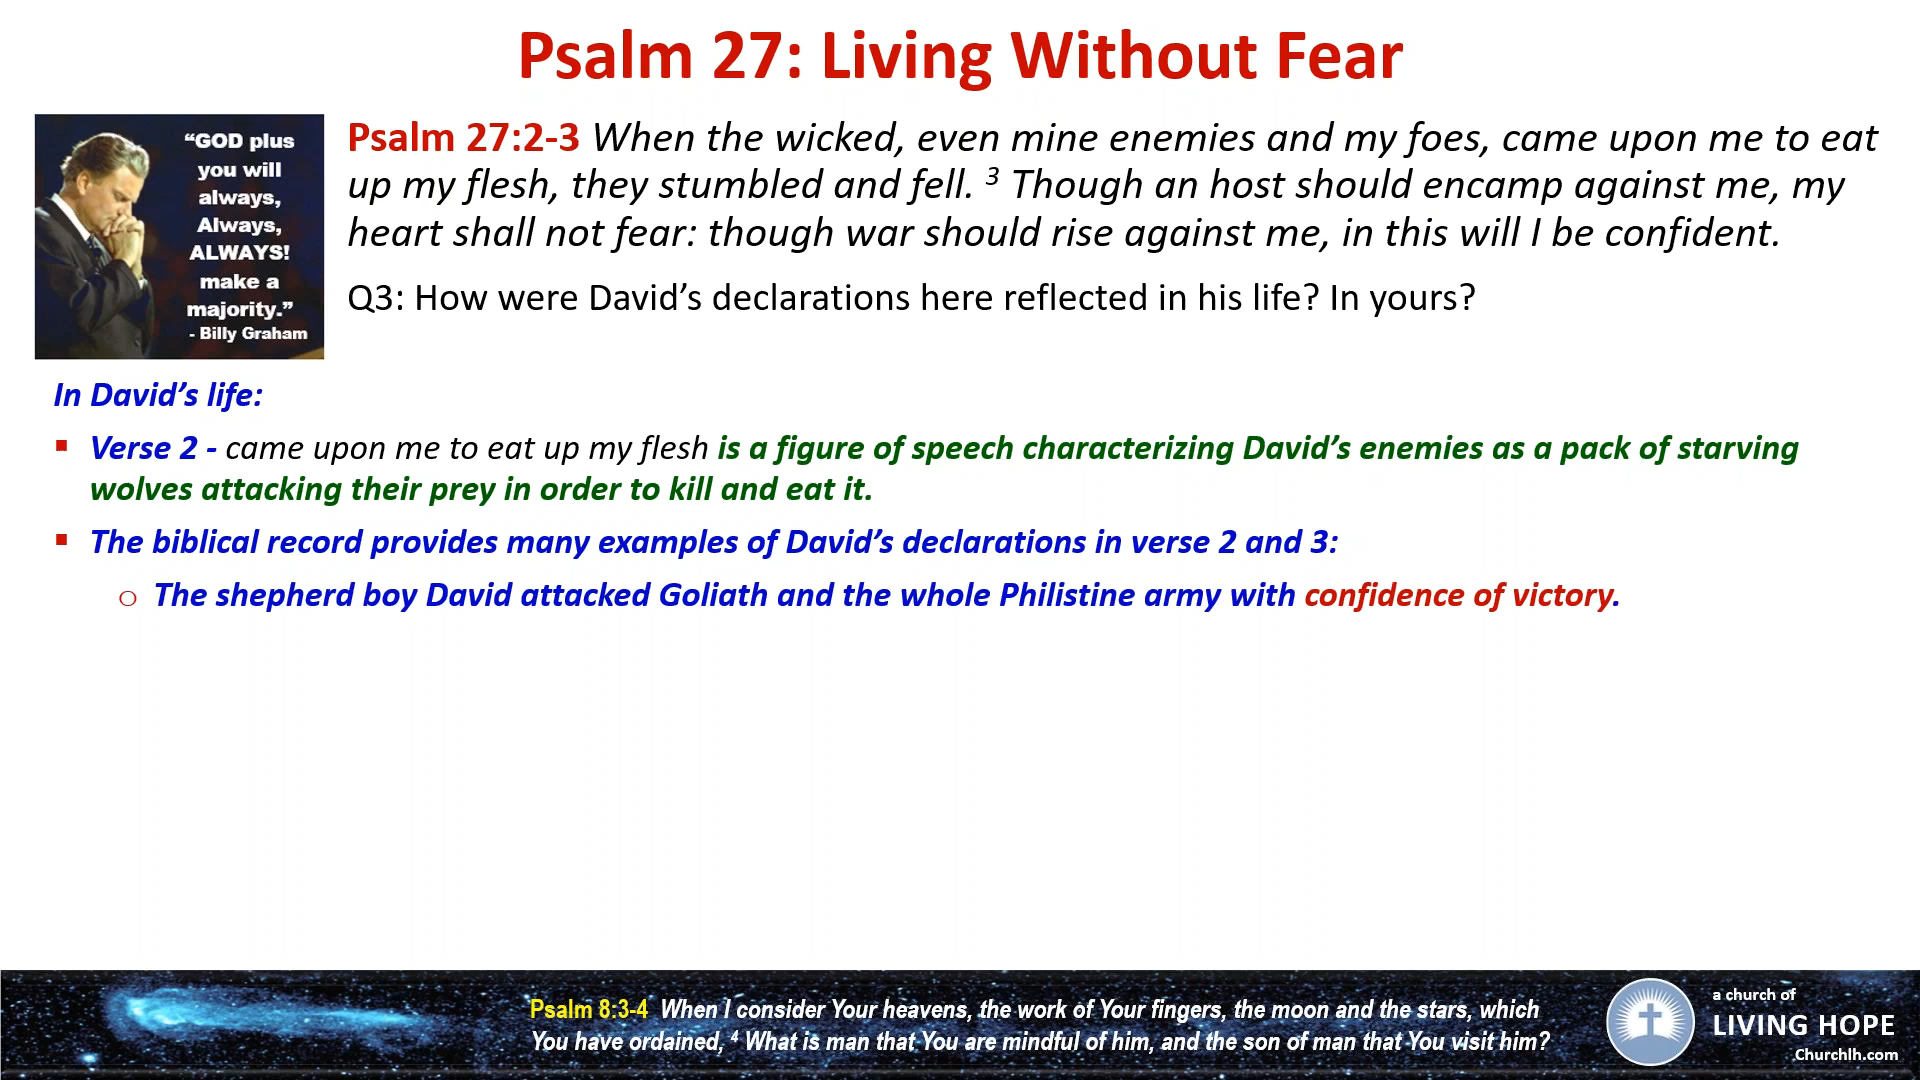 Psalm 27: Living Without Fear
“GOD plus
you will
always,
Always,
ALWAYS!
make a
majority.”
- Billy Graham
Psalm 27:2-3 When the wicked, even mine enemies and my foes, came upon me to eat
up my flesh, they stumbled and fell. ³ Though an host should encamp against me, my
heart shall not fear: though war should rise against me, in this will I be confident.
Q3: How were David’s declarations here reflected in his life? In yours?
In David’s life:
▪ Verse 2 - came upon me to eat up my flesh is a figure of speech characterizing David’s enemies as a pack of starving
wolves attacking their prey in order to kill and eat it.
▪ The biblical record provides many examples of David’s declarations in verse 2 and 3:
o The shepherd boy David attacked Goliath and the whole Philistine army with confidence of victory.
Psalm 8:3-4 When I consider Your heavens, the work of Your fingers, the moon and the stars, which
You have ordained, ⁴ What is man that You are mindful of him, and the son of man that You visit him?
a church of
LIVING HOPE
Churchlh.com